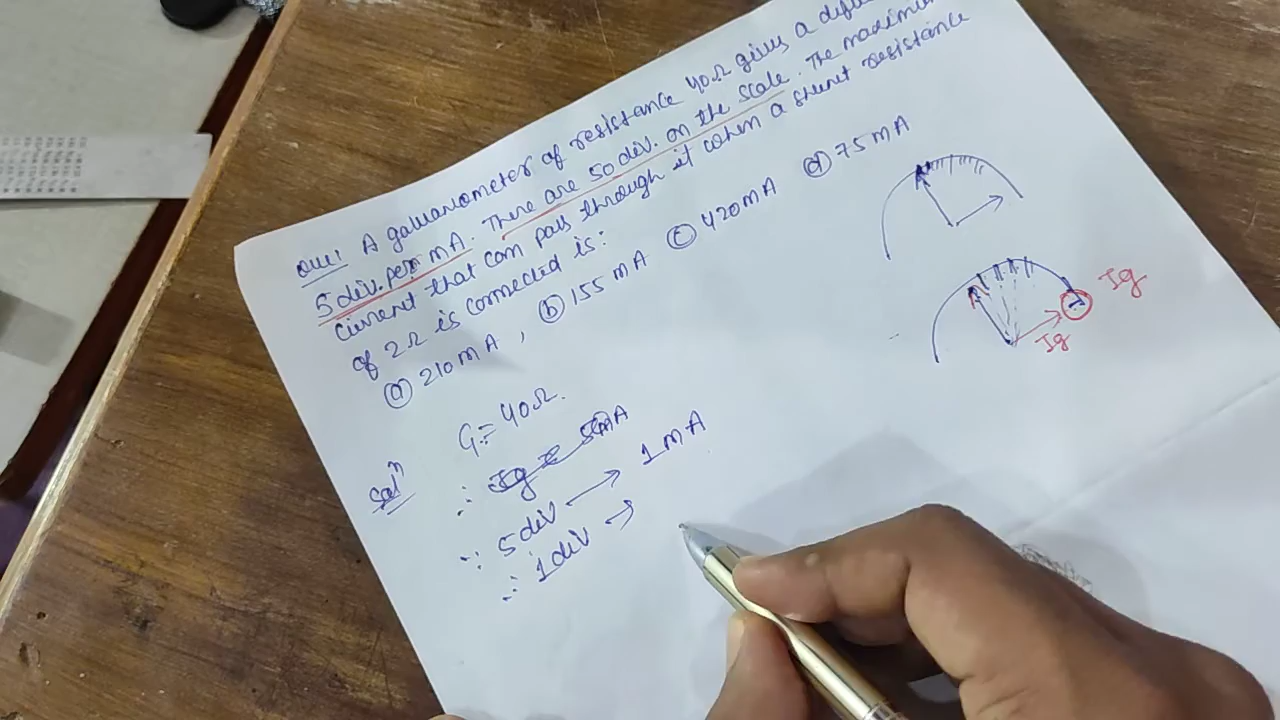 Que: A galvanometer of resistance 40Ω gives a
5 div. per mA. There are 50 div. on the scale. The maximum
current that can pass through it when a shunt resistance
of 2Ω is connected is:
(a) 210 mA , (b) 155 mA (c) 420 mA (d) 75 mA
Ig
Ig
Solⁿ G = 40Ω.
∴ Ig = 5 mA
∵ 5 div → 1 mA
∴ 1 div →